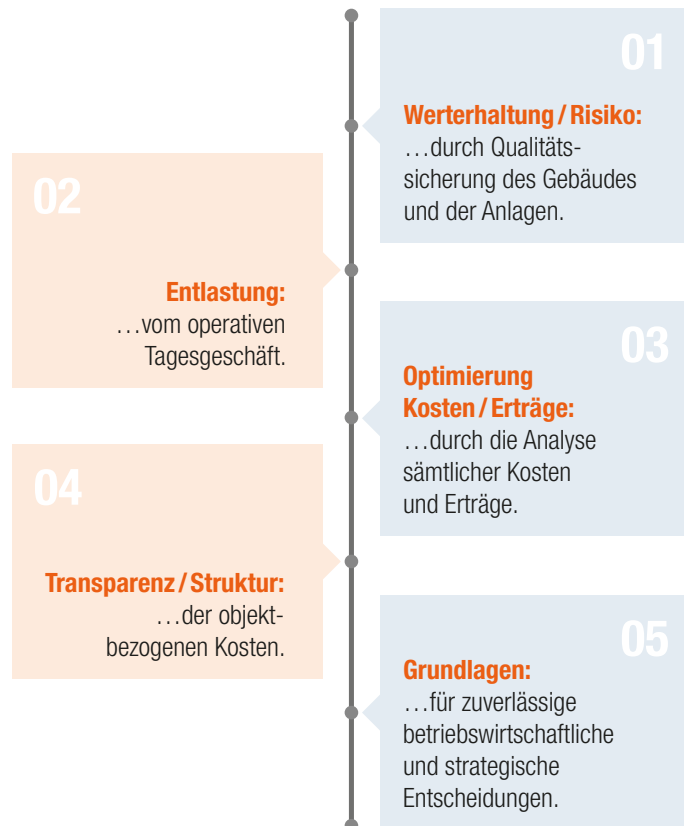 01
Werterhaltung / Risiko:
…durch Qualitäts-
sicherung des Gebäudes
und der Anlagen.
02
Entlastung:
…vom operativen
Tagesgeschäft.
03
Optimierung
Kosten / Erträge:
…durch die Analyse
sämtlicher Kosten
und Erträge.
04
Transparenz / Struktur:
…der objekt-
bezogenen Kosten.
05
Grundlagen:
…für zuverlässige
betriebswirtschaftliche
und strategische
Entscheidungen.